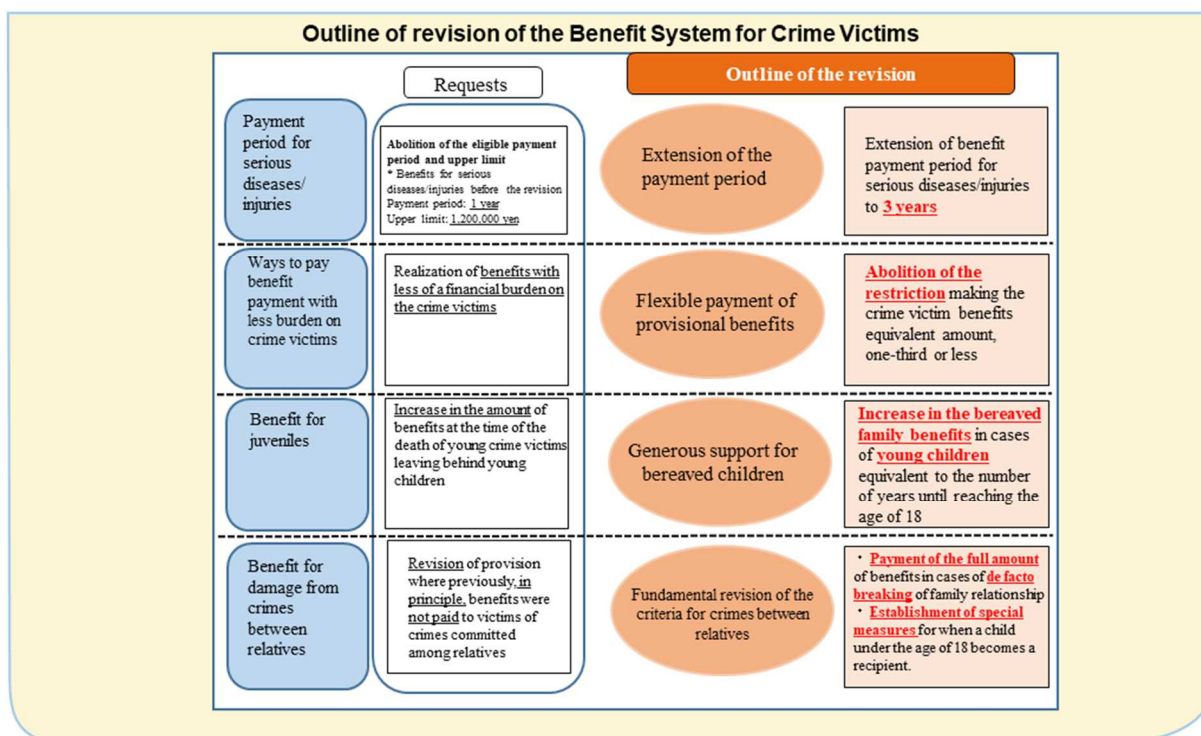 Outline of revision of the Benefit System for Crime Victims
Requests
Outline of the revision
Payment
period for
serious
diseases/
injuries
Abolition of the eligible payment
period and upper limit
* Benefits for serious
diseases/injuries before the revision
Payment period: 1 year
Upper limit: 1,200,000 yen
Extension of the
payment period
Extension of benefit
payment period for
serious diseases/injuries
to 3 years
Ways to pay
benefit
payment with
less burden on
crime victims
Realization of benefits with
less of a financial burden on
the crime victims
Flexible payment of
provisional benefits
Abolition of the
restriction making the
crime victim benefits
equivalent amount,
one-third or less
Benefit for
juveniles
Increase in the amount of
benefits at the time of the
death of young crime victims
leaving behind young
children
Generous support for
bereaved children
Increase in the bereaved
family benefits in cases
of young children
equivalent to the number
of years until reaching the
age of 18
Benefit for
damage from
crimes
between
relatives
Revision of provision
where previously, in
principle, benefits were
not paid to victims of
crimes committed
among relatives
Fundamental revision of the
criteria for crimes between
relatives
・Payment of the full amount
of benefits in cases of de facto
breaking of family relationship
・Establishment of special
measures for when a child
under the age of 18 becomes a
recipient.